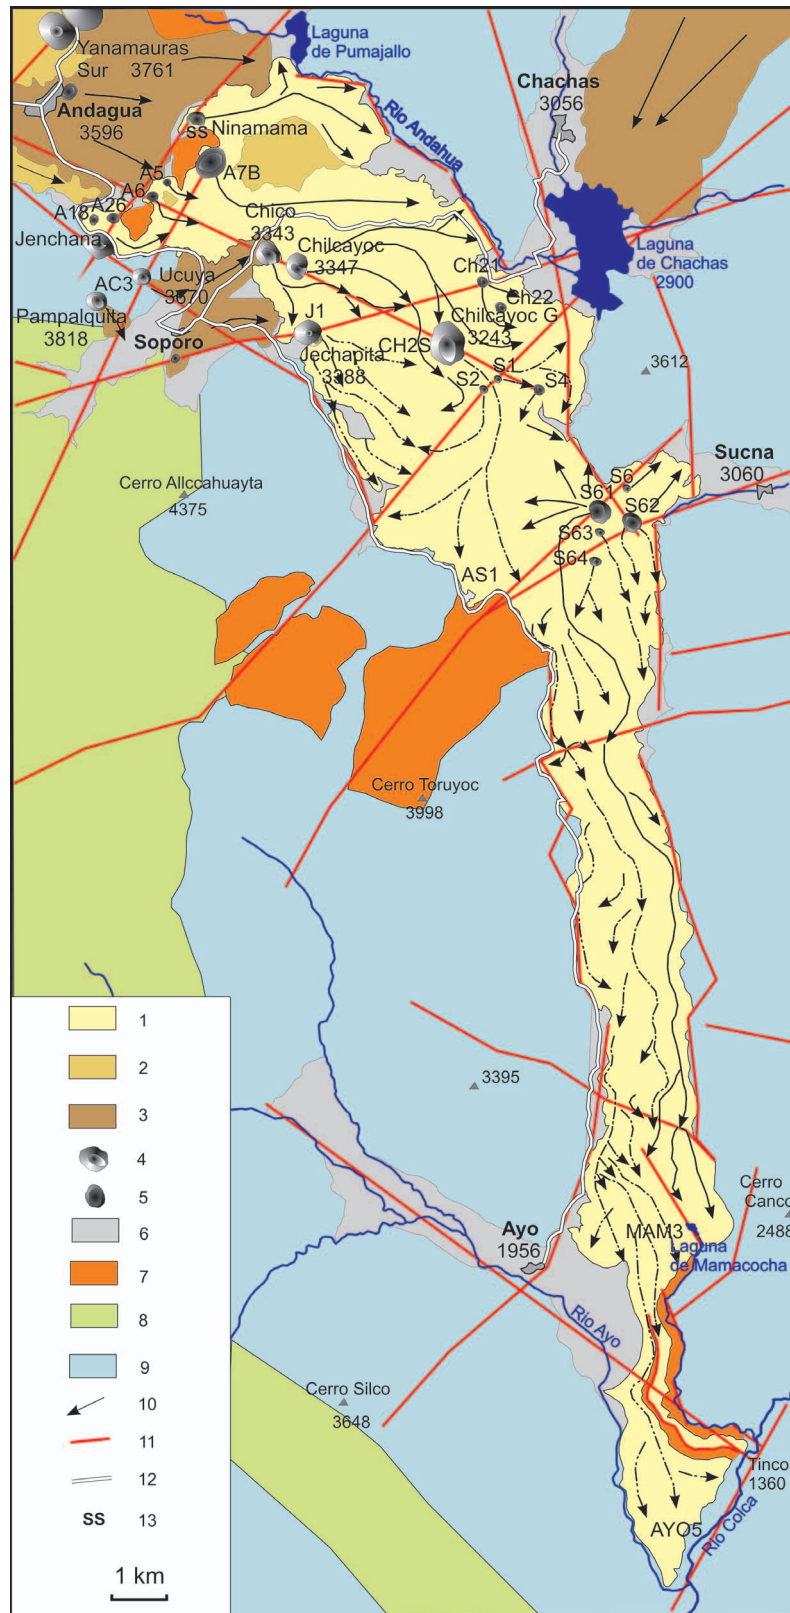 Yanamauras
Sur 3761
Laguna
de Pumajallo
Chachas
3056
Andagua
3596
SS Ninamama
Rio Andahua
A5
A7B
A6
A18 A26
Chico
3343
Chilcayoc
3347
Jenchana
Laguna
de Chachas
2900
AC3
Ucuya
3670
Ch21
Ch22
Pampalquita
3818
J1
Chilcayoc G
3243
CH2S
Soporo
Jechapita
3388
S1
S2
S4
3612
Sucna
3060
Cerro Allccahuayta
4375
S6
S61
S62
S63
S64
AS1
Cerro Toruyoc
3998
1
2
3
4
5
6
7
8
9
10
11
12
SS 13
1 km
3395
Cerro
Canco
2488
Ayo
1956
MAM3
Laguna
de Mamacocha
Rio Ayo
Cerro Silco
3648
Tinco
1360
Rio Colca
AYO5